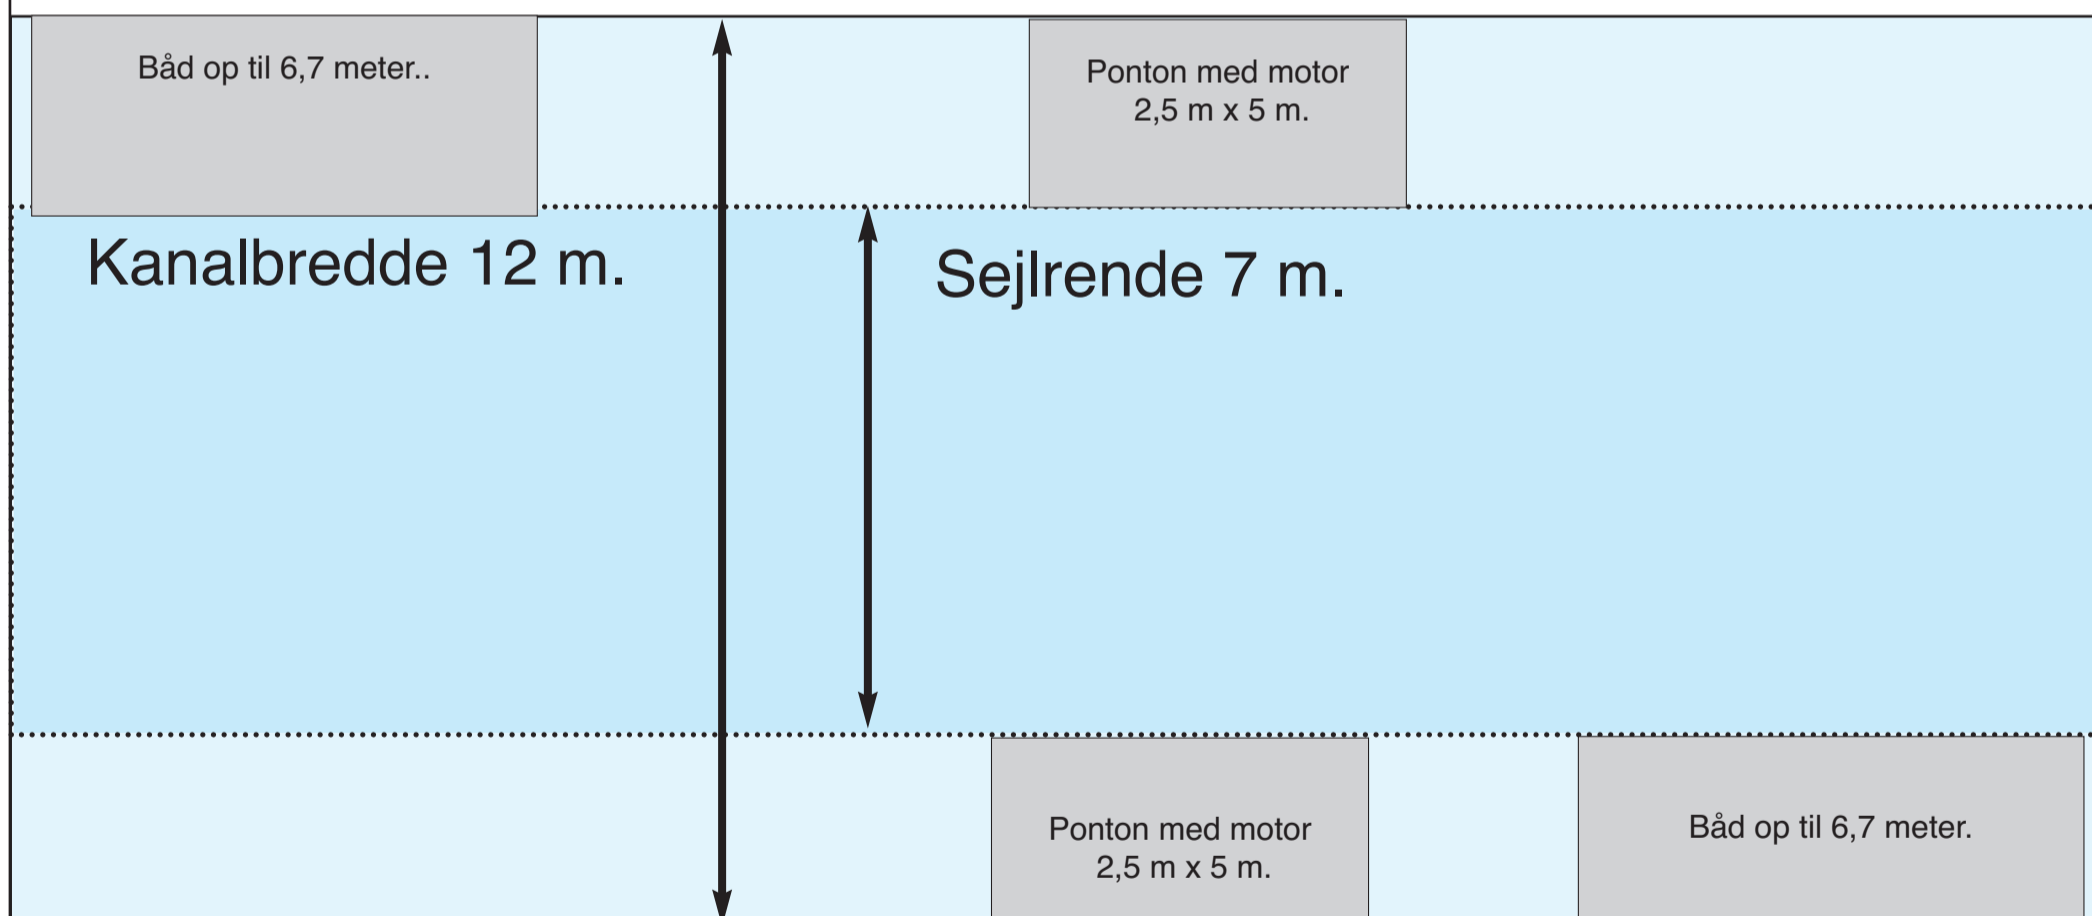 Båd op til 6,7 meter..
Ponton med motor
2,5 m x 5 m.
Kanalbredde 12 m.
Sejlrende 7 m.
Ponton med motor
2,5 m x 5 m.
Båd op til 6,7 meter.